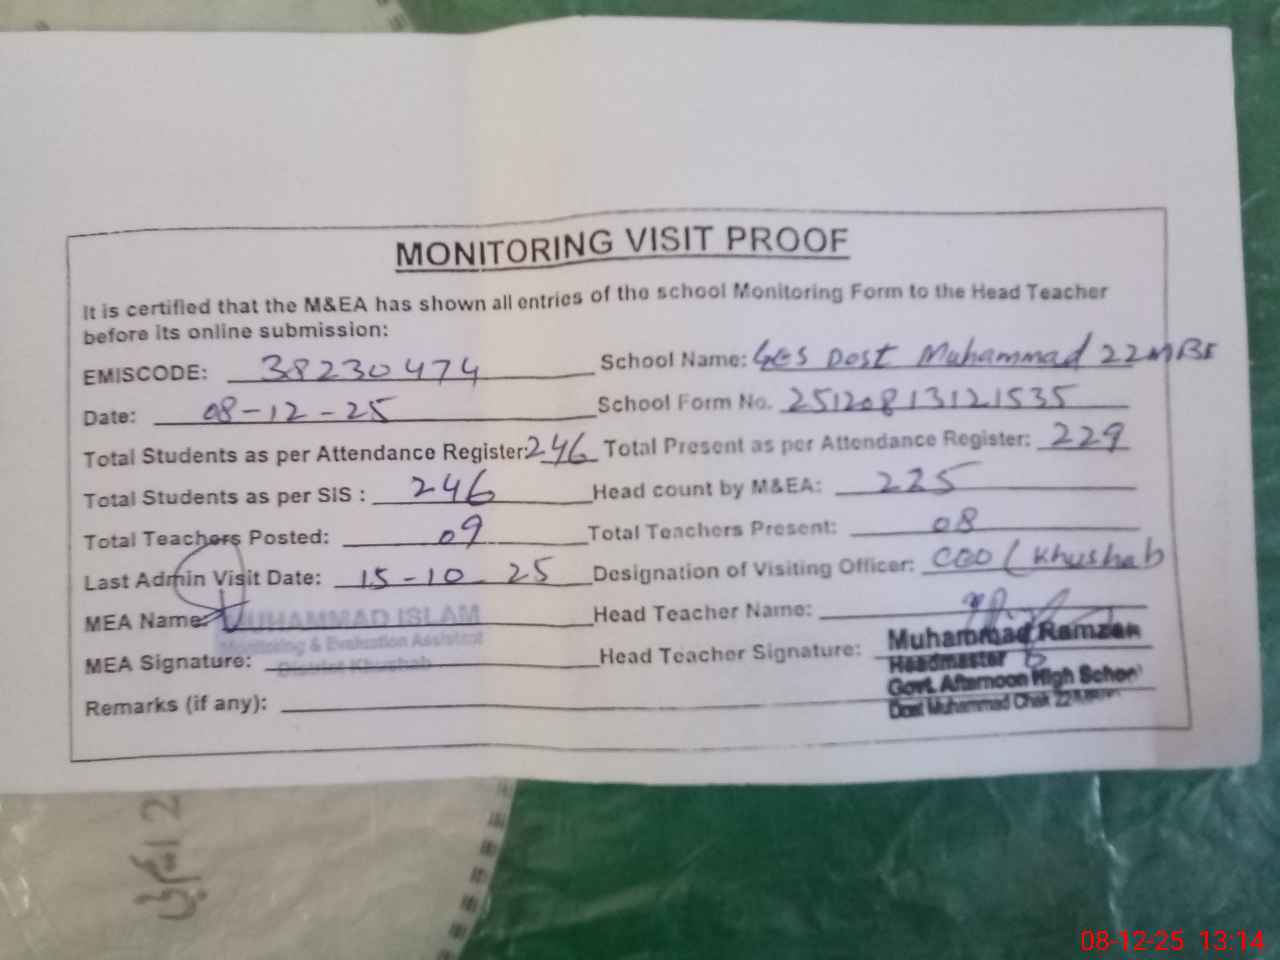 MONITORING VISIT PROOF
It is certified that the M&EA has shown all entries of the school Monitoring Form to the Head Teacher
before its online submission:
EMISCODE: 38230474 School Name: GES Dost Muhammad 22MBF
Date: 08-12-25 School Form No. 2512081312 1535
Total Students as per Attendance Register: 246 Total Present as per Attendance Register: 229
Total Students as per SIS : 246 Head count by M&EA: 225
Total Teachers Posted: 09 Total Teachers Present: 08
Last Admin Visit Date: 15-10-25 Designation of Visiting Officer: CEO (Khushab
MEA Name: MUHAMMAD ISLAM Head Teacher Name:
Monitoring & Evaluation Assistant
District Khushab
MEA Signature: Head Teacher Signature: Muhammad Ramzan
Headmaster
Govt. Afternoon High School
Dost Muhammad Chak
Remarks (if any):
08-12-25 13:14